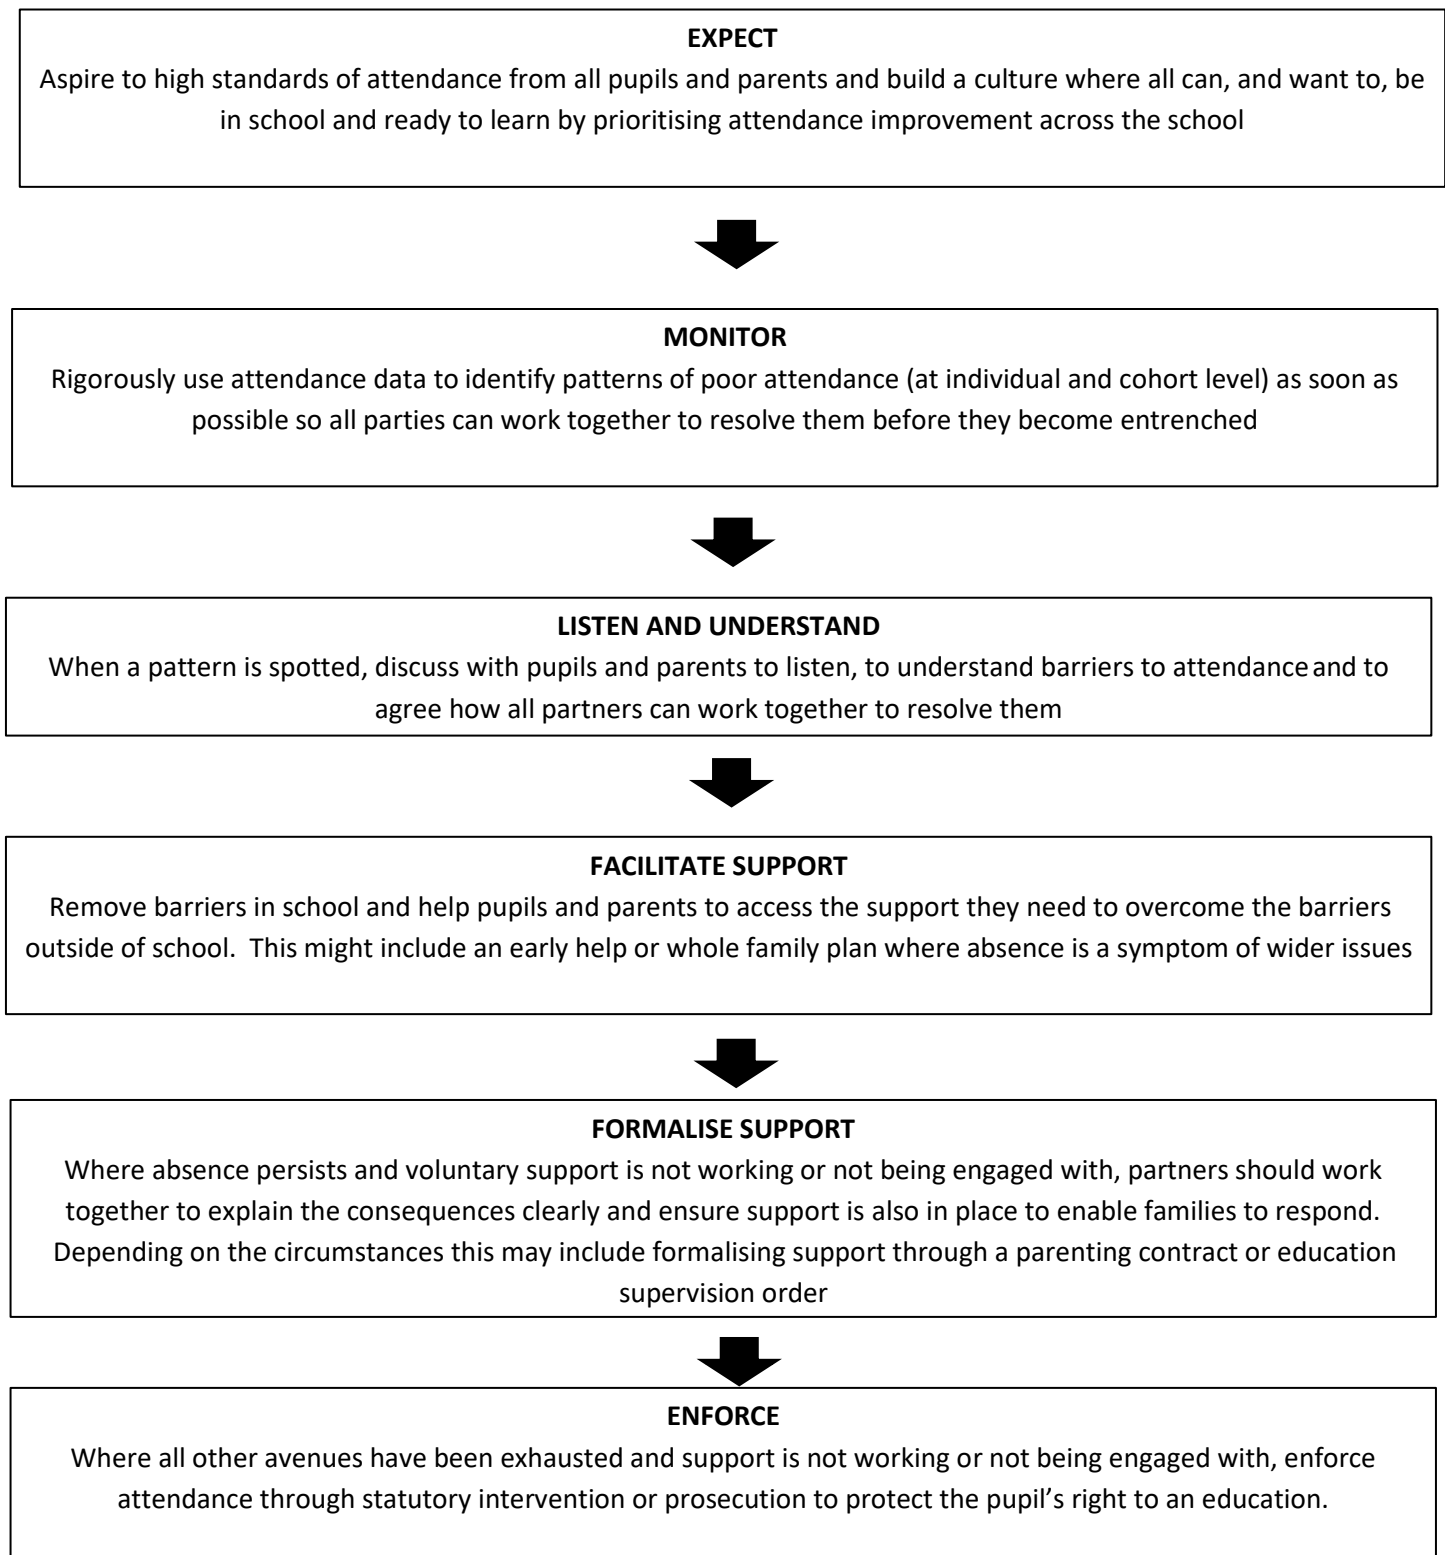 EXPECT
Aspire to high standards of attendance from all pupils and parents and build a culture where all can, and want to, be
in school and ready to learn by prioritising attendance improvement across the school
MONITOR
Rigorously use attendance data to identify patterns of poor attendance (at individual and cohort level) as soon as
possible so all parties can work together to resolve them before they become entrenched
LISTEN AND UNDERSTAND
When a pattern is spotted, discuss with pupils and parents to listen, to understand barriers to attendance and to
agree how all partners can work together to resolve them
FACILITATE SUPPORT
Remove barriers in school and help pupils and parents to access the support they need to overcome the barriers
outside of school. This might include an early help or whole family plan where absence is a symptom of wider issues
FORMALISE SUPPORT
Where absence persists and voluntary support is not working or not being engaged with, partners should work
together to explain the consequences clearly and ensure support is also in place to enable families to respond.
Depending on the circumstances this may include formalising support through a parenting contract or education
supervision order
ENFORCE
Where all other avenues have been exhausted and support is not working or not being engaged with, enforce
attendance through statutory intervention or prosecution to protect the pupil’s right to an education.